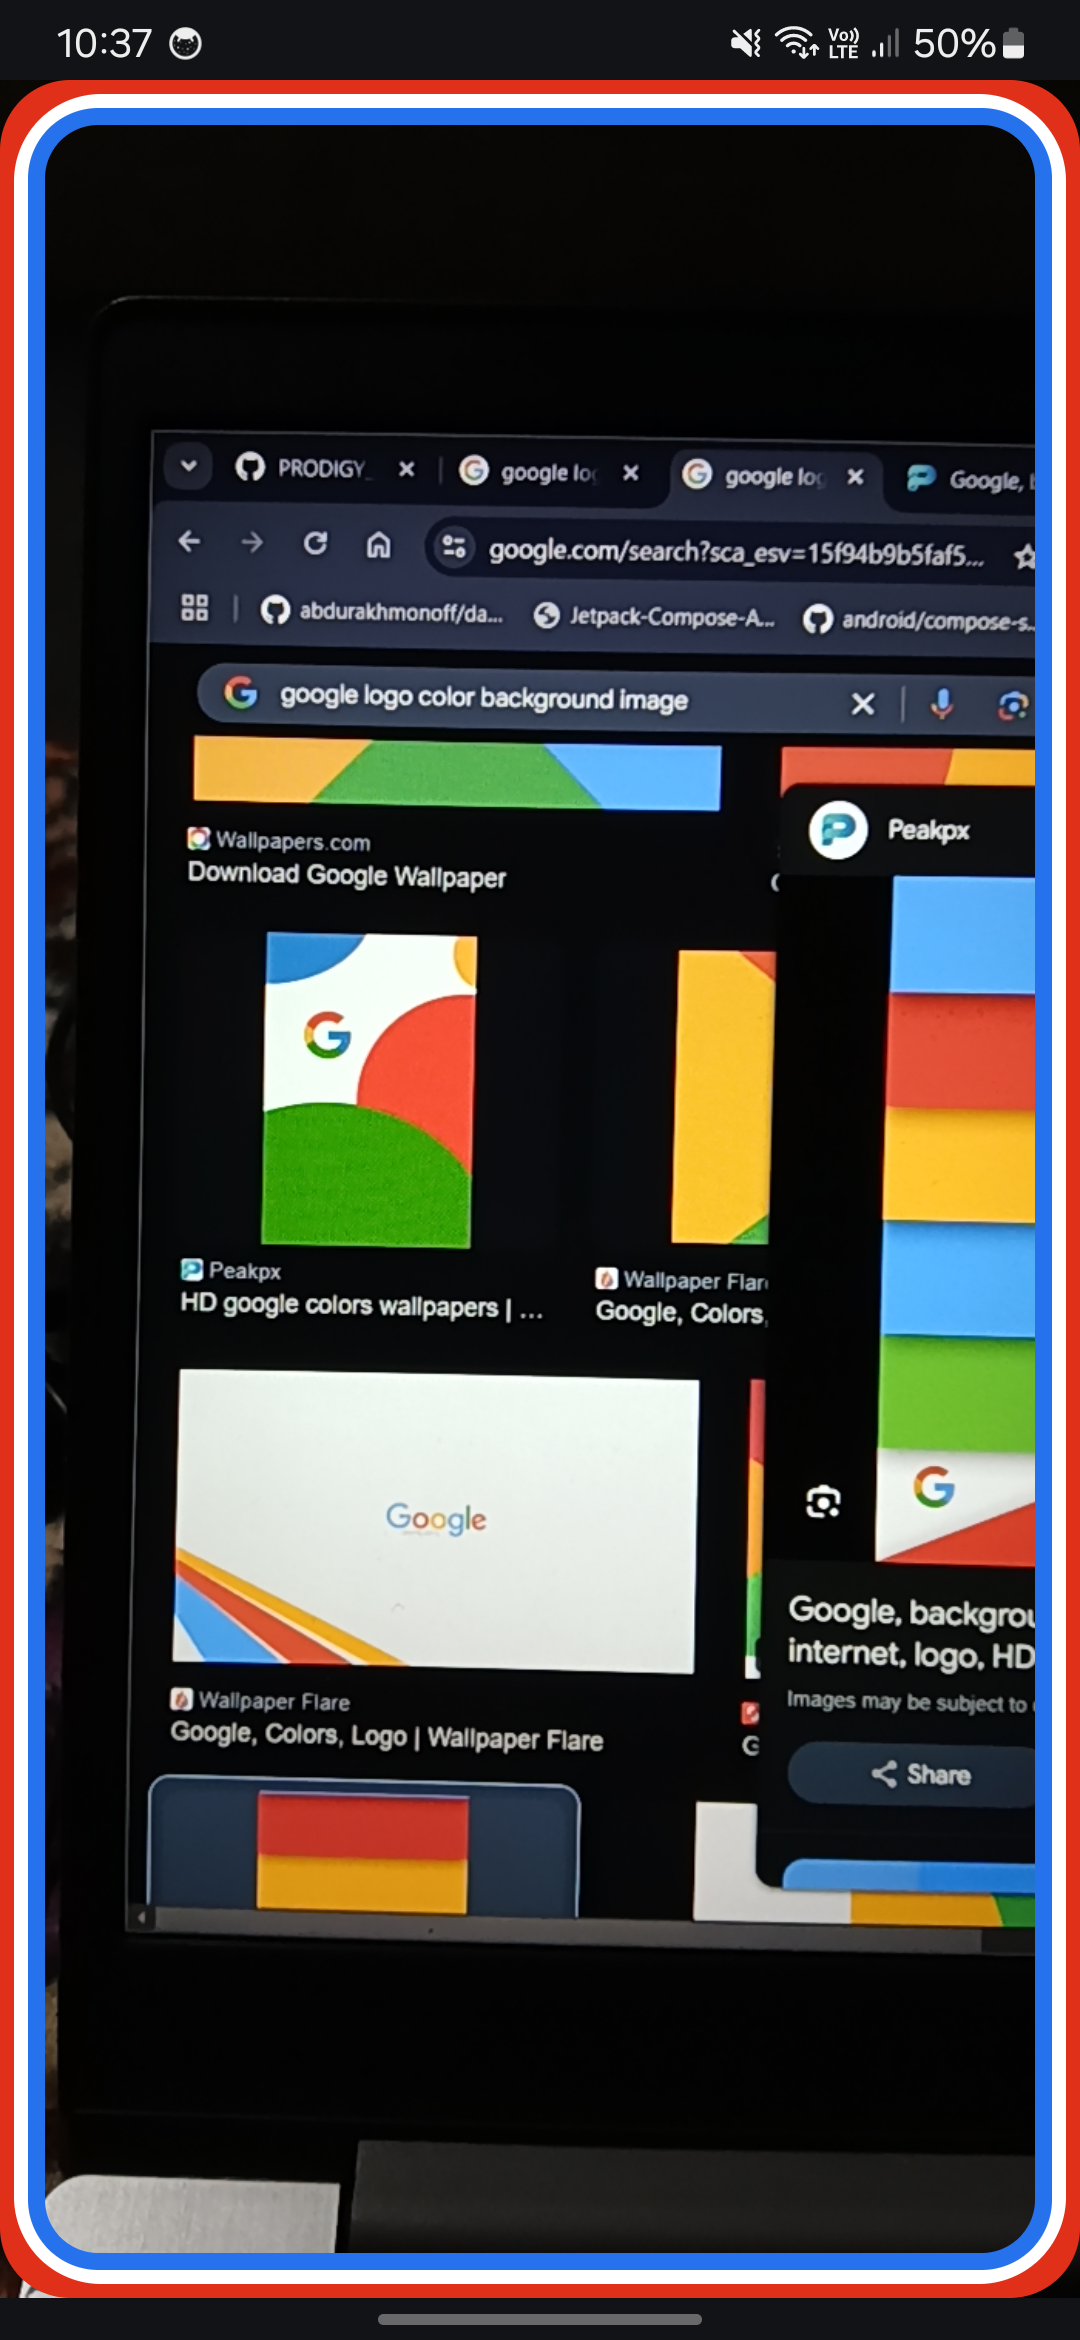 10:37
Vo))
LTE
50%
PRODIGY_
google lo
google log
Google,
google.com/search?sca_esv=15f94b9b5faf5...
abdurakhmonoff/da...
Jetpack-Compose-A...
android/compose-s...
google logo color background image
Wallpapers.com
Download Google Wallpaper
Peakpx
G
Peakpx
HD google colors wallpapers | ...
Wallpaper Flar
Google, Colors,
Google
G
Google, backgrou
internet, logo, HD
Images may be subject to
Wallpaper Flare
Google, Colors, Logo | Wallpaper Flare
G
Share